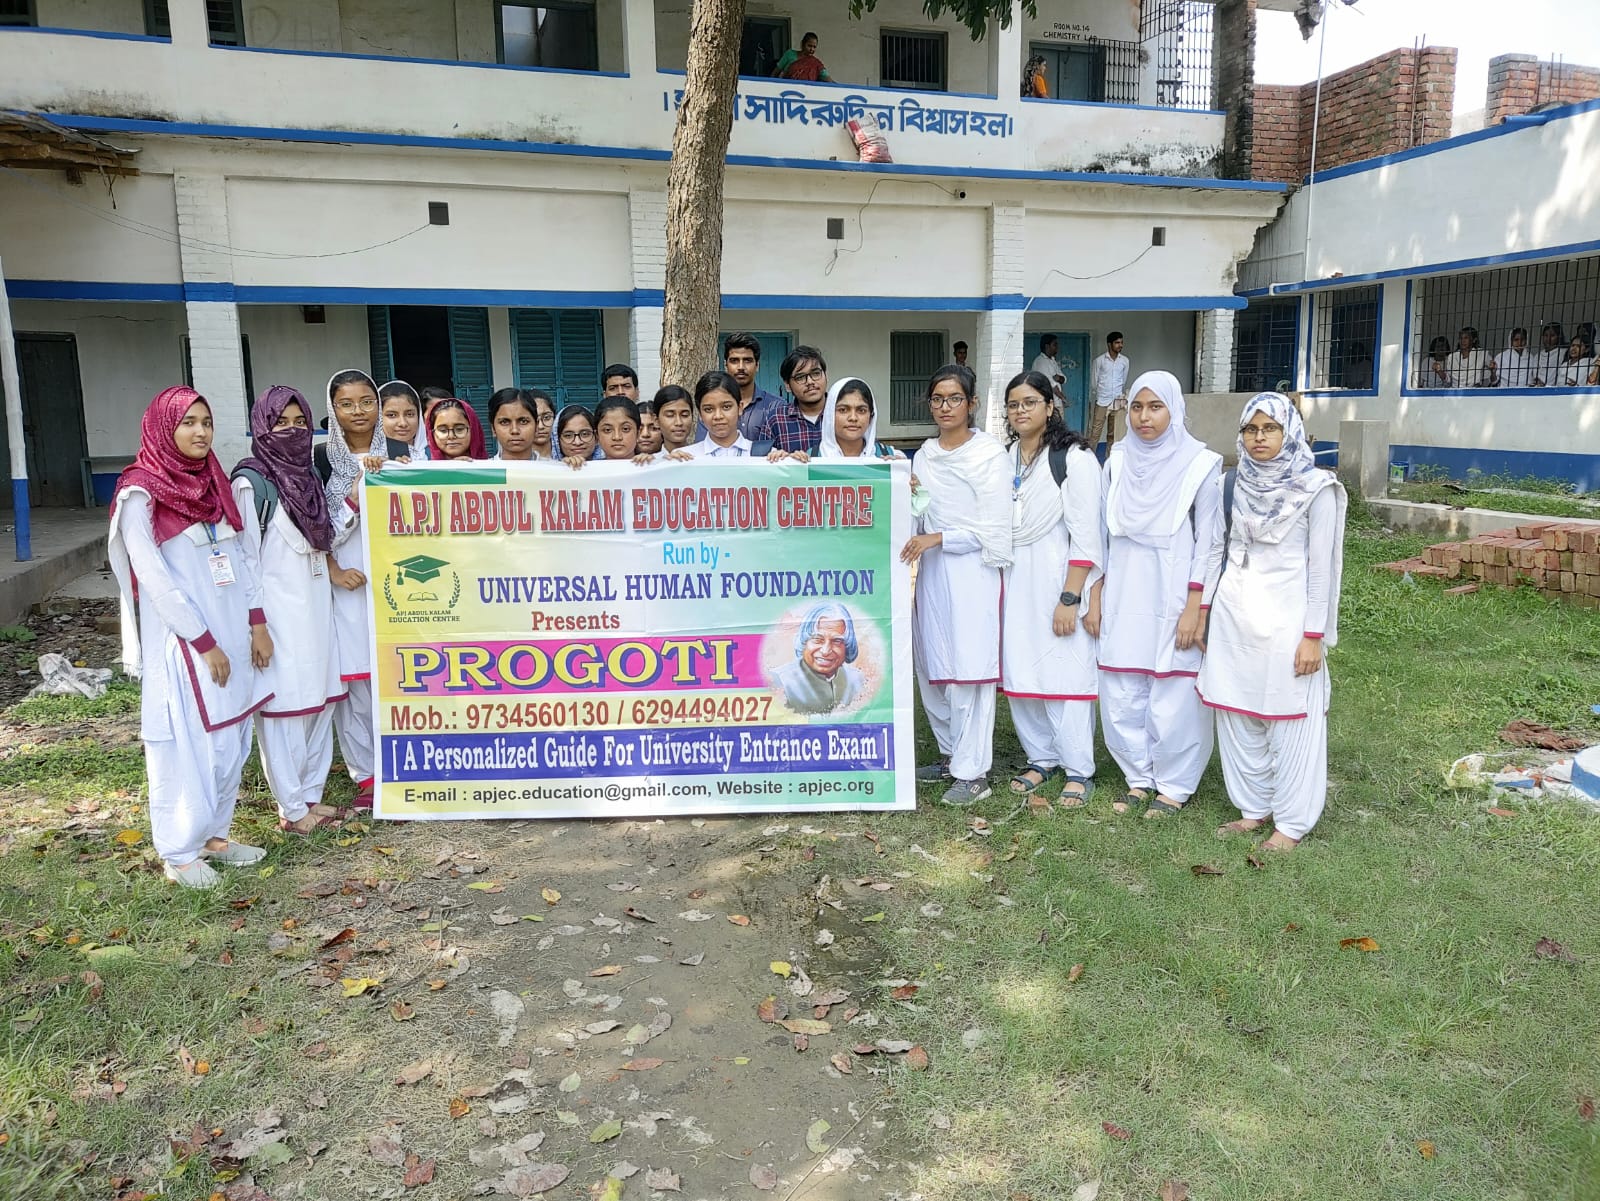 ROOM NO. 14
CHEMISTRY LAB
সাদিরুদ্দিন বিশ্বাস হল।
A.P.J ABDUL KALAM EDUCATION CENTRE
Run by -
UNIVERSAL HUMAN FOUNDATION
APJ ABDUL KALAM
EDUCATION CENTRE
Presents
PROGOTI
Mob.: 9734560130 / 6294494027
[ A Personalized Guide For University Entrance Exam ]
E-mail : apjec.education@gmail.com, Website : apjec.org